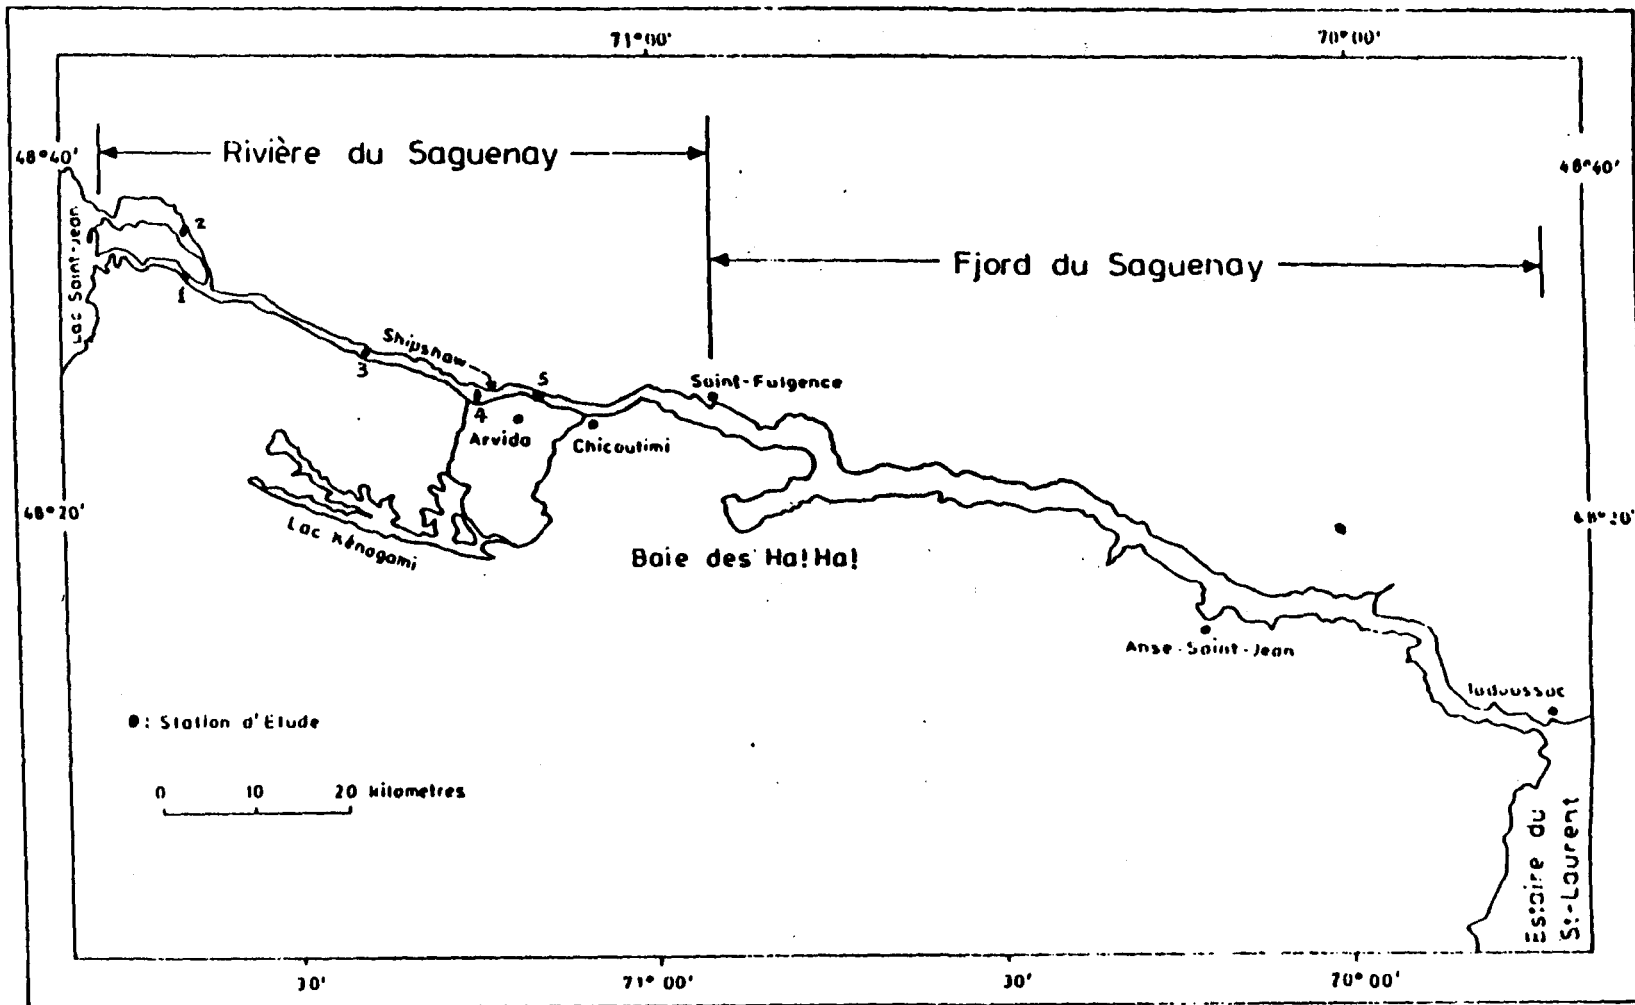 71°00'
70°00'
48°40'
Rivière du Saguenay
48°40'
Lac Saint-Jean
2
Fjord du Saguenay
1
Shipshaw
3
5
Saint-Fulgence
4
Arvida
Chicoutimi
48°20'
48°20'
Lac Kénogami
Baie des Ha! Ha!
Anse-Saint-Jean
Tadoussac
●: Station d'Etude
0 10 20 kilometres
Estaire du
St-Laurent
30'
71°00'
30'
70°00'